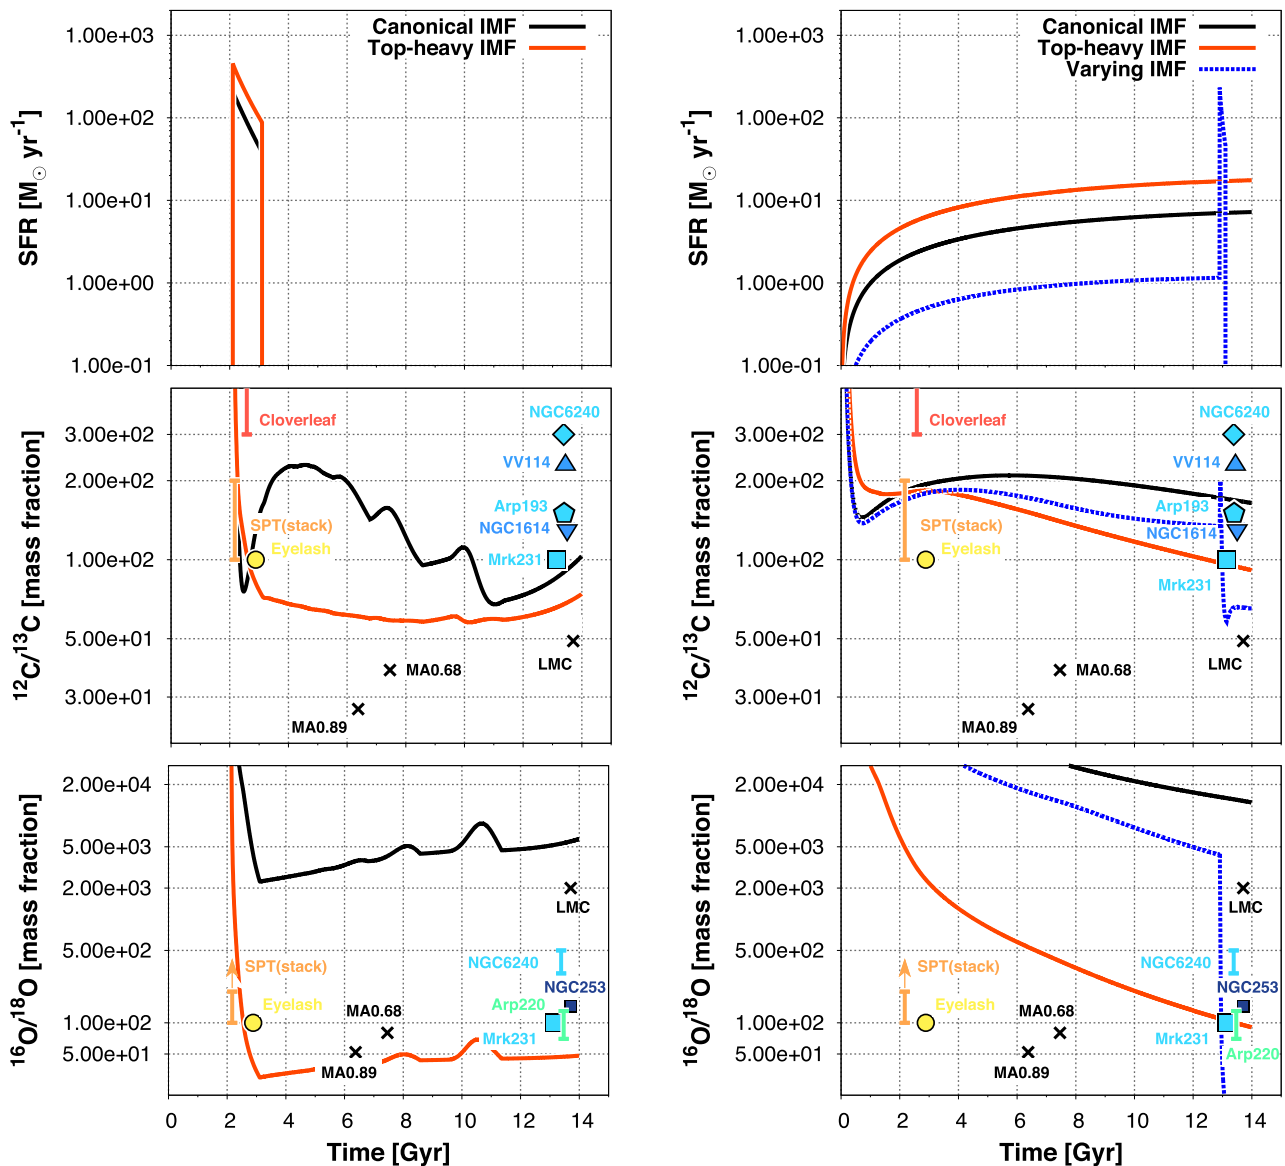 Canonical IMF
Top-heavy IMF
1.00e+03
1.00e+02
1.00e+01
1.00e+00
1.00e-01
SFR [M☉ yr-1]
Canonical IMF
Top-heavy IMF
Varying IMF
1.00e+03
1.00e+02
1.00e+01
1.00e+00
1.00e-01
SFR [M☉ yr-1]
3.00e+02
2.00e+02
1.00e+02
5.00e+01
3.00e+01
12C/13C [mass fraction]
Cloverleaf
NGC6240
VV114
Arp193
SPT(stack)
NGC1614
Eyelash
Mrk231
LMC
MA0.68
MA0.89
3.00e+02
2.00e+02
1.00e+02
5.00e+01
3.00e+01
12C/13C [mass fraction]
Cloverleaf
NGC6240
VV114
Arp193
SPT(stack)
NGC1614
Eyelash
Mrk231
LMC
MA0.68
MA0.89
2.00e+04
5.00e+03
2.00e+03
5.00e+02
1.00e+02
5.00e+01
16O/18O [mass fraction]
LMC
NGC6240
SPT(stack)
NGC253
Eyelash
Arp220
MA0.68
Mrk231
MA0.89
0 2 4 6 8 10 12 14
Time [Gyr]
2.00e+04
5.00e+03
2.00e+03
5.00e+02
1.00e+02
5.00e+01
16O/18O [mass fraction]
LMC
NGC6240
SPT(stack)
NGC253
Eyelash
MA0.68
Mrk231
Arp220
MA0.89
0 2 4 6 8 10 12 14
Time [Gyr]